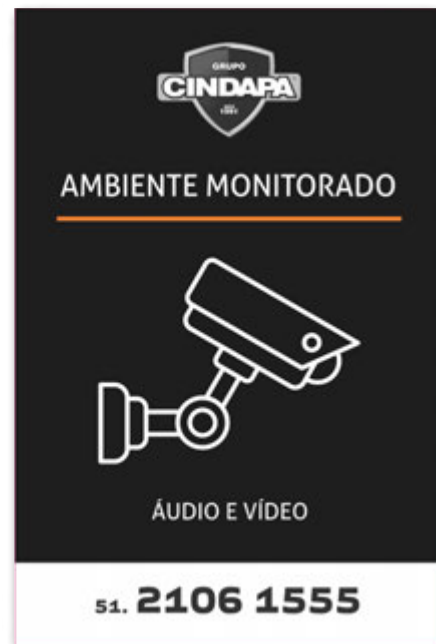 GRUPO
CINDAPA
AMBIENTE MONITORADO
ÁUDIO E VÍDEO
51. 2106 1555